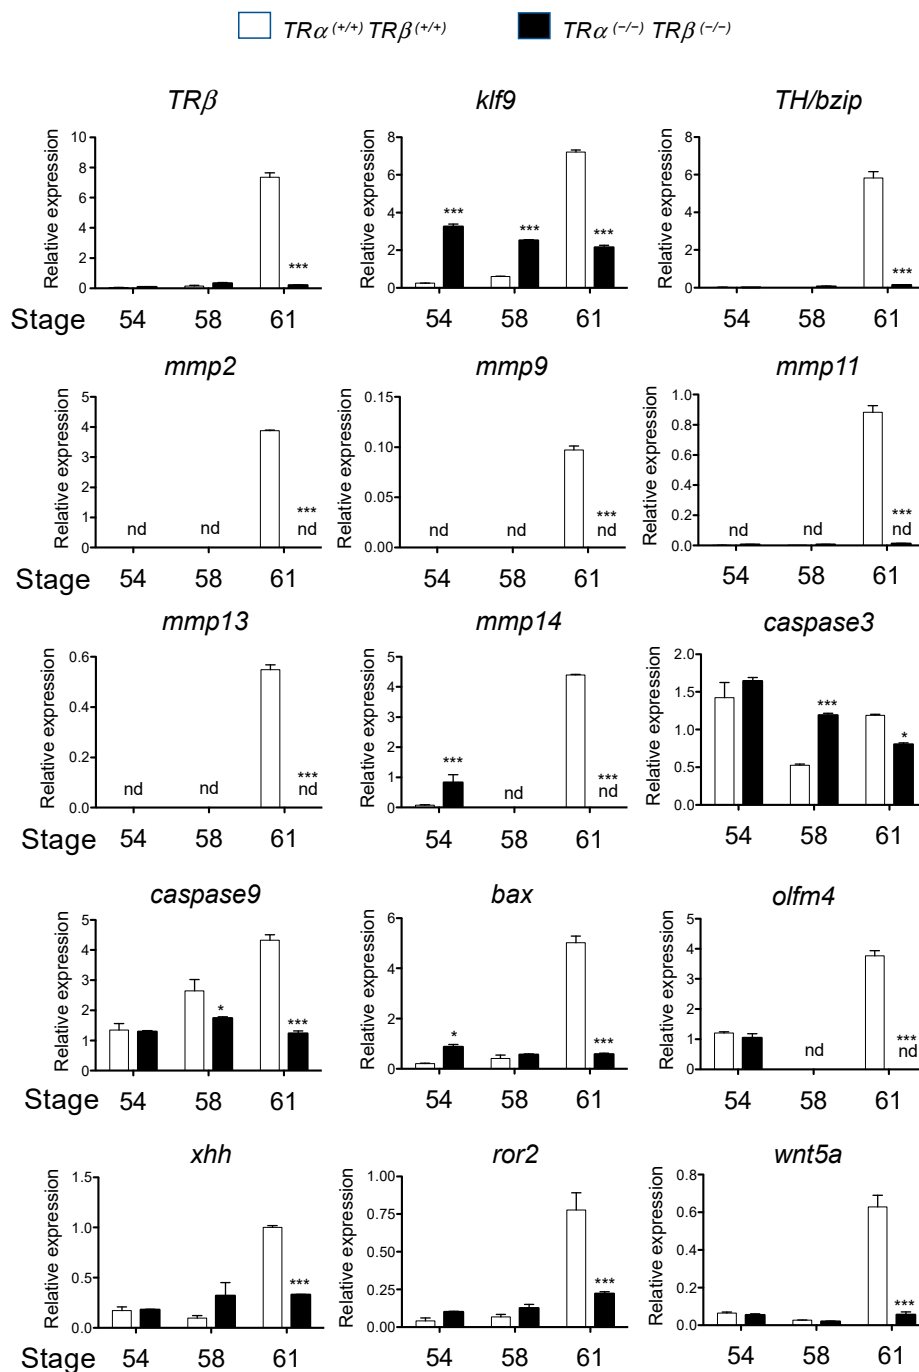 TRα(+/+) TRβ(+/+) TRα(−/−) TRβ(−/−)
TRβ klf9 TH/bzip
Relative expression Relative expression Relative expression
10 8 6 4 2 0
8 6 4 2 0
8 6 4 2 0
***
*** *** ***
***
Stage 54 58 61 54 58 61 54 58 61
mmp2 mmp9 mmp11
Relative expression Relative expression Relative expression
5 4 3 2 1 0
0.15 0.10 0.05 0.00
1.0 0.8 0.6 0.4 0.2 0.0
*** *** ***
nd nd nd nd nd nd nd nd nd
Stage 54 58 61 54 58 61 54 58 61
mmp13 mmp14 caspase3
Relative expression Relative expression Relative expression
0.6 0.4 0.2 0.0
5 4 3 2 1 0
2.0 1.5 1.0 0.5 0.0
***
nd nd nd
*** ***
nd nd
*** *
Stage 54 58 61 54 58 61 54 58 61
caspase9 bax olfm4
Relative expression Relative expression Relative expression
5 4 3 2 1 0
6 4 2 0
5 4 3 2 1 0
* ***
* ***
***
nd nd
Stage 54 58 61 54 58 61 54 58 61
xhh ror2 wnt5a
Relative expression Relative expression Relative expression
1.5 1.0 0.5 0.0
1.00 0.75 0.50 0.25 0.00
0.8 0.6 0.4 0.2 0.0
*** *** ***
Stage 54 58 61 54 58 61 54 58 61